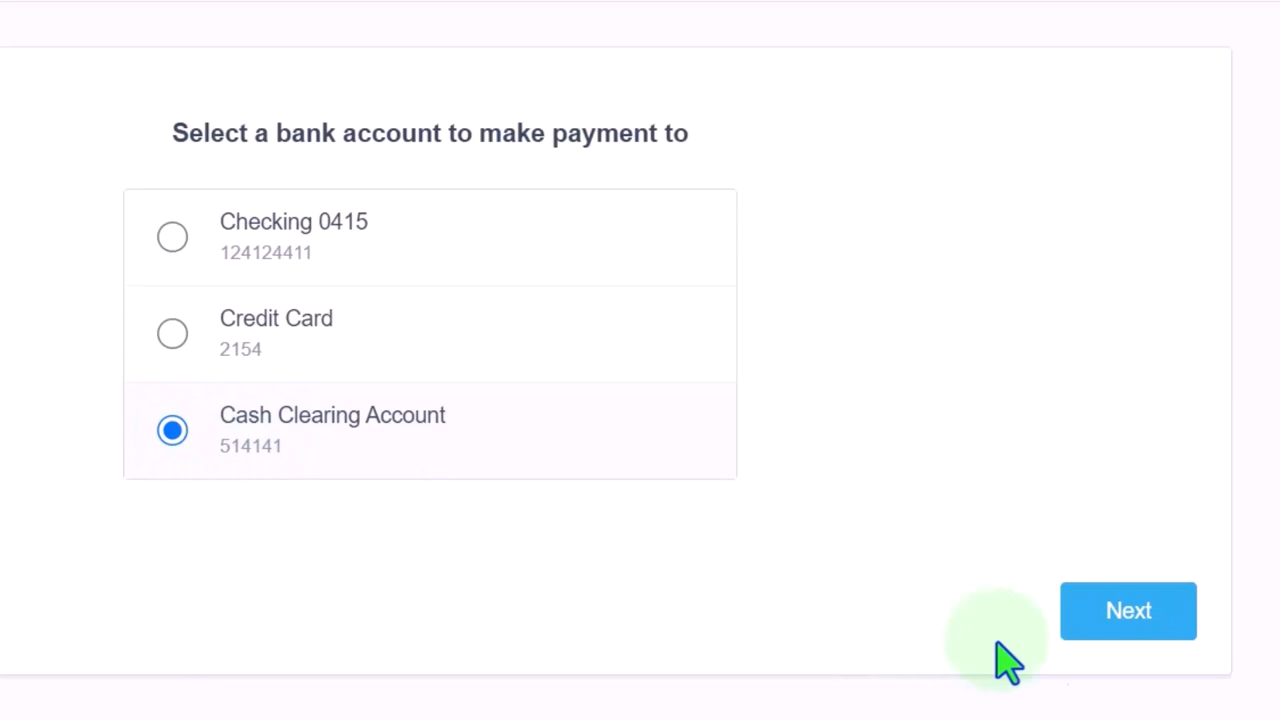 Select a bank account to make payment to
Checking 0415
124124411
Credit Card
2154
Cash Clearing Account
514141
Next